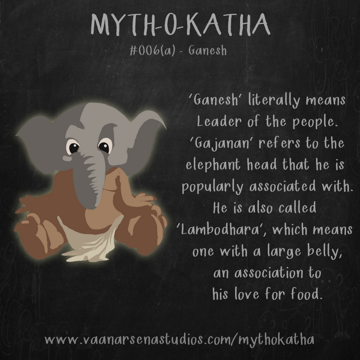 MYTH-O-KATHA
#006(a) - Ganesh
'Ganesh' literally means
Leader of the people.
'Gajanan' refers to the
elephant head that he is
popularly associated with.
He is also called
'Lambodhara', which means
one with a large belly,
an association to
his love for food.
www.vaanarsenastudios.com/mythokatha